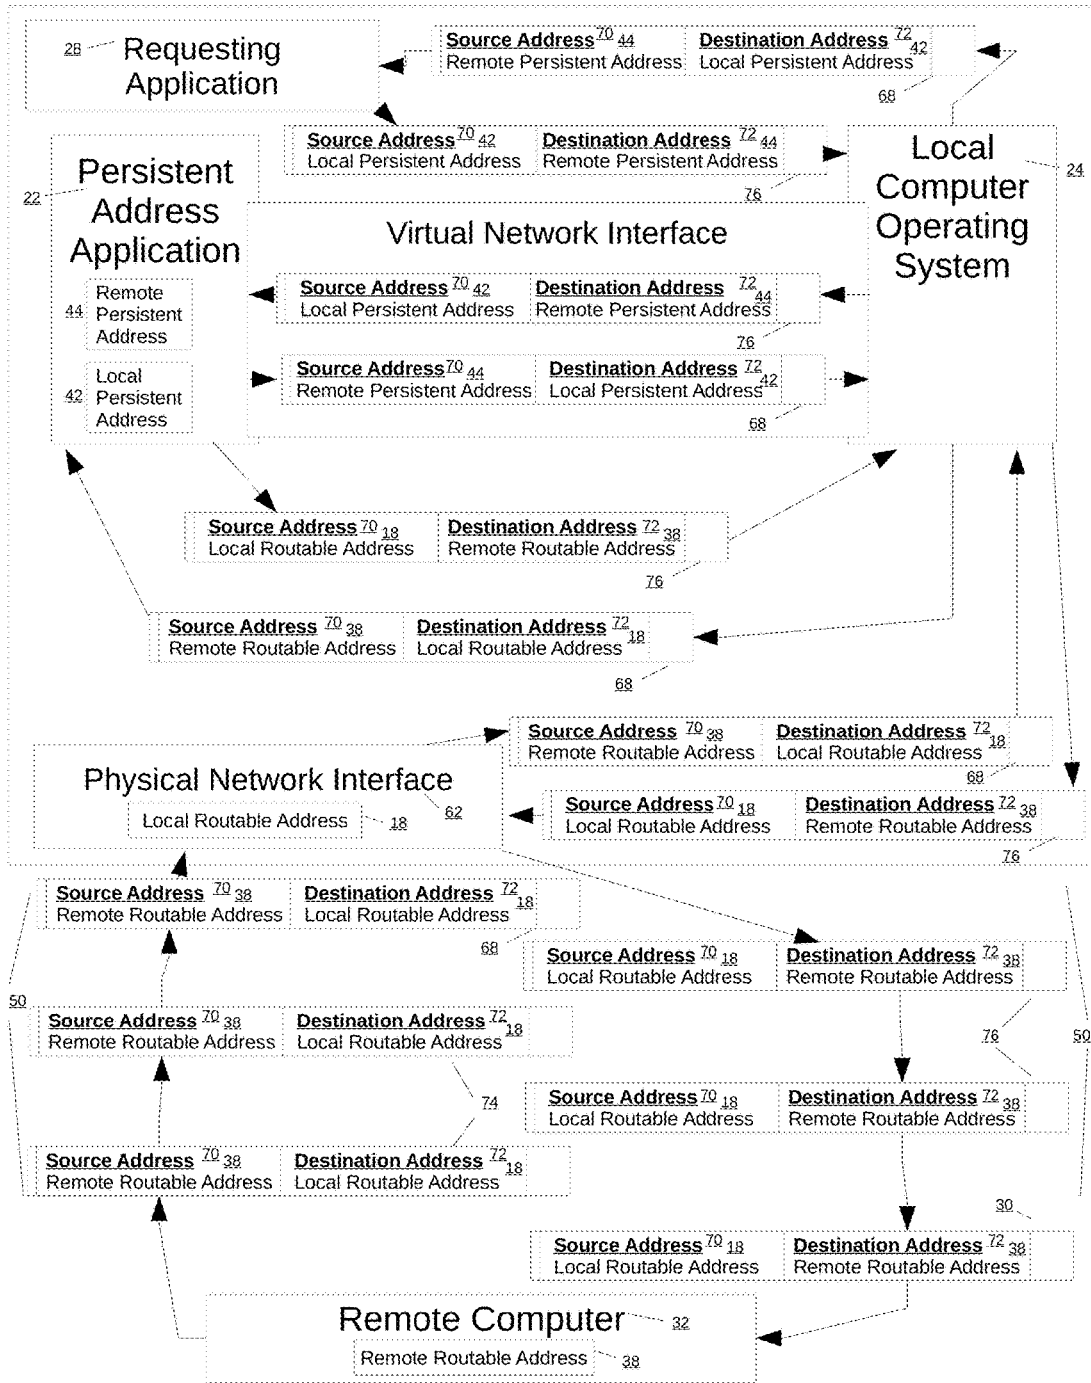 28 Requesting Application
Source Address 70 44 Destination Address 72 42
Remote Persistent Address Local Persistent Address
68
Source Address 70 42 Destination Address 72 44
Local Persistent Address Remote Persistent Address
76
Local Computer Operating System 24
22 Persistent Address Application
Virtual Network Interface
Source Address 70 42 Destination Address 72 44
Local Persistent Address Remote Persistent Address
76
44 Remote Persistent Address
Source Address 70 44 Destination Address 72 42
Remote Persistent Address Local Persistent Address
68
42 Local Persistent Address
Source Address 70 18 Destination Address 72 38
Local Routable Address Remote Routable Address
76
Source Address 70 38 Destination Address 72 18
Remote Routable Address Local Routable Address
68
Source Address 70 38 Destination Address 72 18
Remote Routable Address Local Routable Address
68
Physical Network Interface 62
Local Routable Address 18
Source Address 70 18 Destination Address 72 38
Local Routable Address Remote Routable Address
76
Source Address 70 38 Destination Address 72 18
Remote Routable Address Local Routable Address
68
Source Address 70 18 Destination Address 72 38
Local Routable Address Remote Routable Address
50
Source Address 70 38 Destination Address 72 18
Remote Routable Address Local Routable Address
76 50
74
Source Address 70 18 Destination Address 72 38
Local Routable Address Remote Routable Address
Source Address 70 38 Destination Address 72 18
Remote Routable Address Local Routable Address
30
Source Address 70 18 Destination Address 72 38
Local Routable Address Remote Routable Address
Remote Computer 32
Remote Routable Address 38